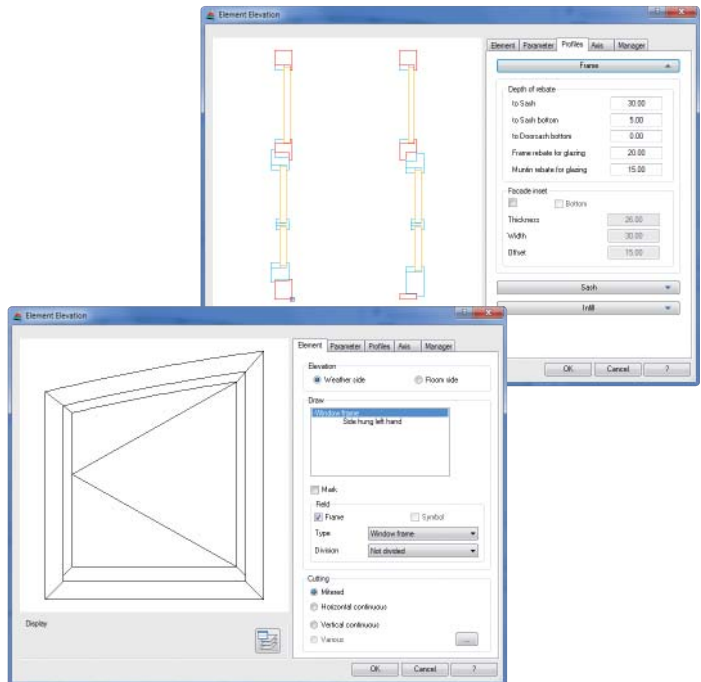 Element Elevation
Element Parameter Profiles Axis Manager
Frame
Depth of rebate
to Sash 30.00
to Sash bottom 5.00
to Doorsash bottom 0.00
Frame rebate for glazing 20.00
Muntin rebate for glazing 15.00
Facade inset
Bottom
Thickness 26.00
Width 30.00
Offset 15.00
Sash
Infill
OK Cancel ?
Element Elevation
Element Parameter Profiles Axis Manager
Elevation
Weather side Room side
Draw
Window frame
Side hung left hand
Mark
Field
Frame Symbol
Type Window frame
Division Not divided
Cutting
Mitered
Horizontal continuous
Vertical continuous
Various ...
Display
OK Cancel ?